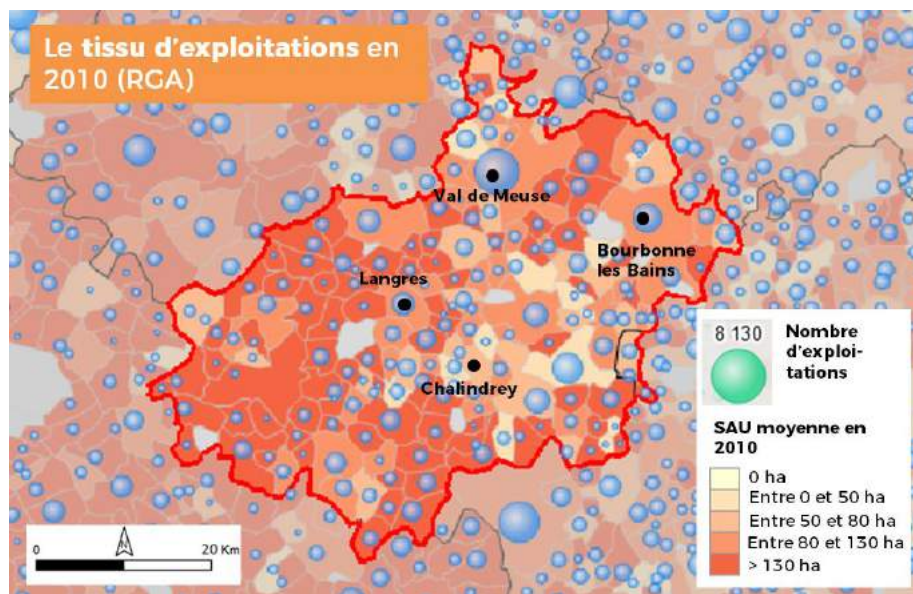 Le tissu d'exploitations en
2010 (RGA)
Val de Meuse
Bourbonne
les Bains
Langres
Chalindrey
8 130
Nombre
d'exploi-
tations
SAU moyenne en
2010
0 ha
Entre 0 et 50 ha
Entre 50 et 80 ha
Entre 80 et 130 ha
> 130 ha
N
0 20 Km